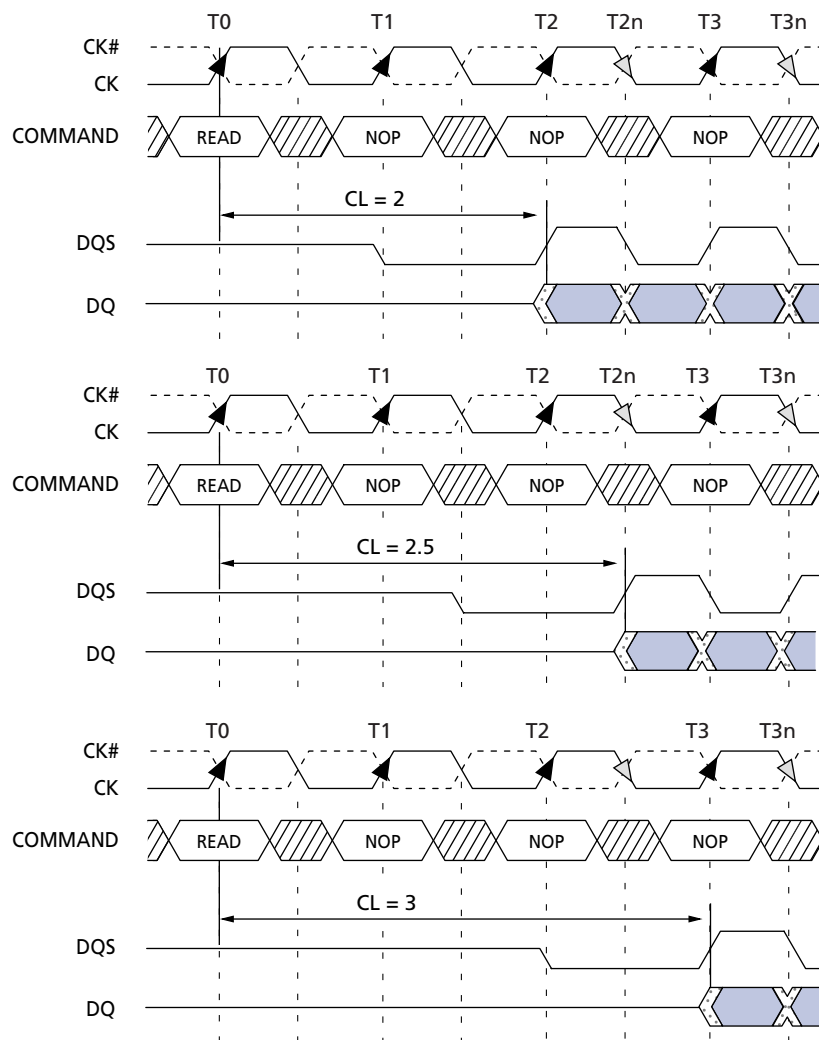 T0 T1 T2 T2n T3 T3n
CK#
CK
COMMAND READ NOP NOP NOP
CL = 2
DQS
DQ
T0 T1 T2 T2n T3 T3n
CK#
CK
COMMAND READ NOP NOP NOP
CL = 2.5
DQS
DQ
T0 T1 T2 T3 T3n
CK#
CK
COMMAND READ NOP NOP NOP
CL = 3
DQS
DQ